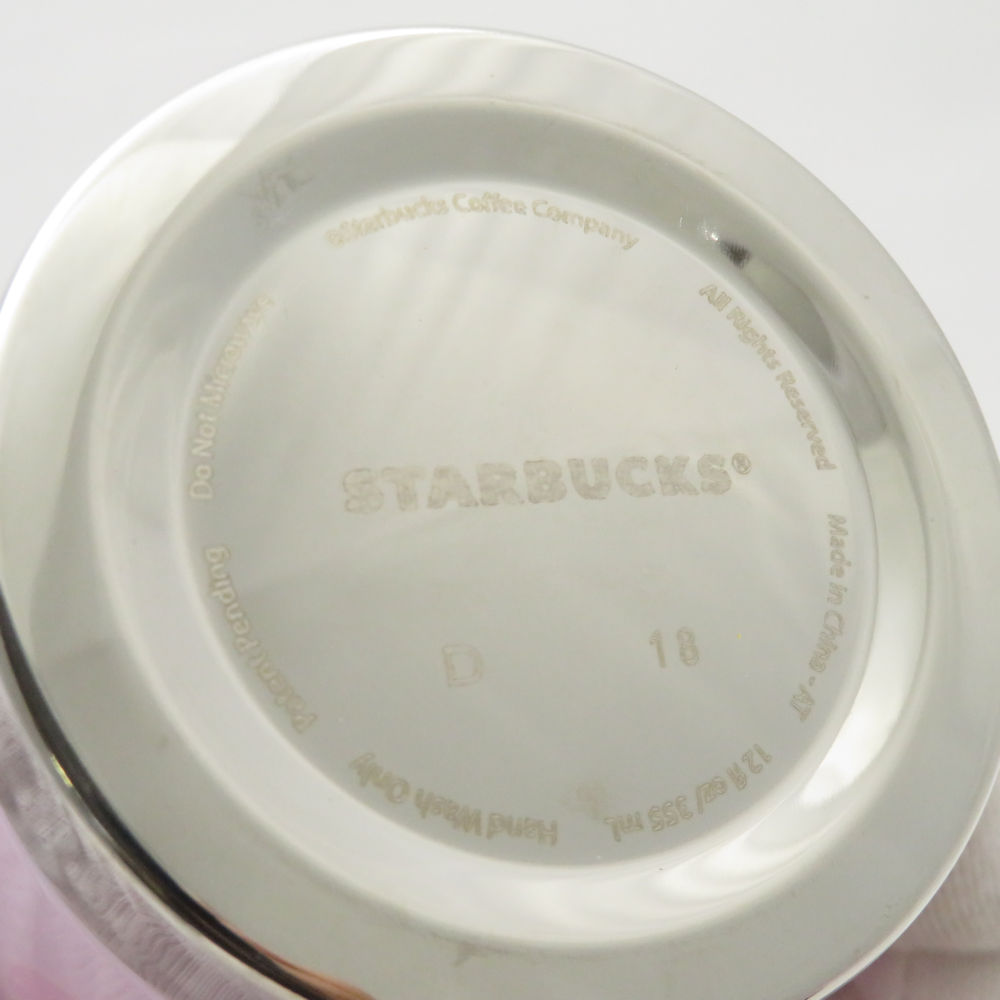 ©Starbucks Coffee Company
All Rights Reserved
Made in China - AT
12 fl oz/355 mL
Hand Wash Only
Patent Pending
Do Not Microwave
STARBUCKS®
D 18